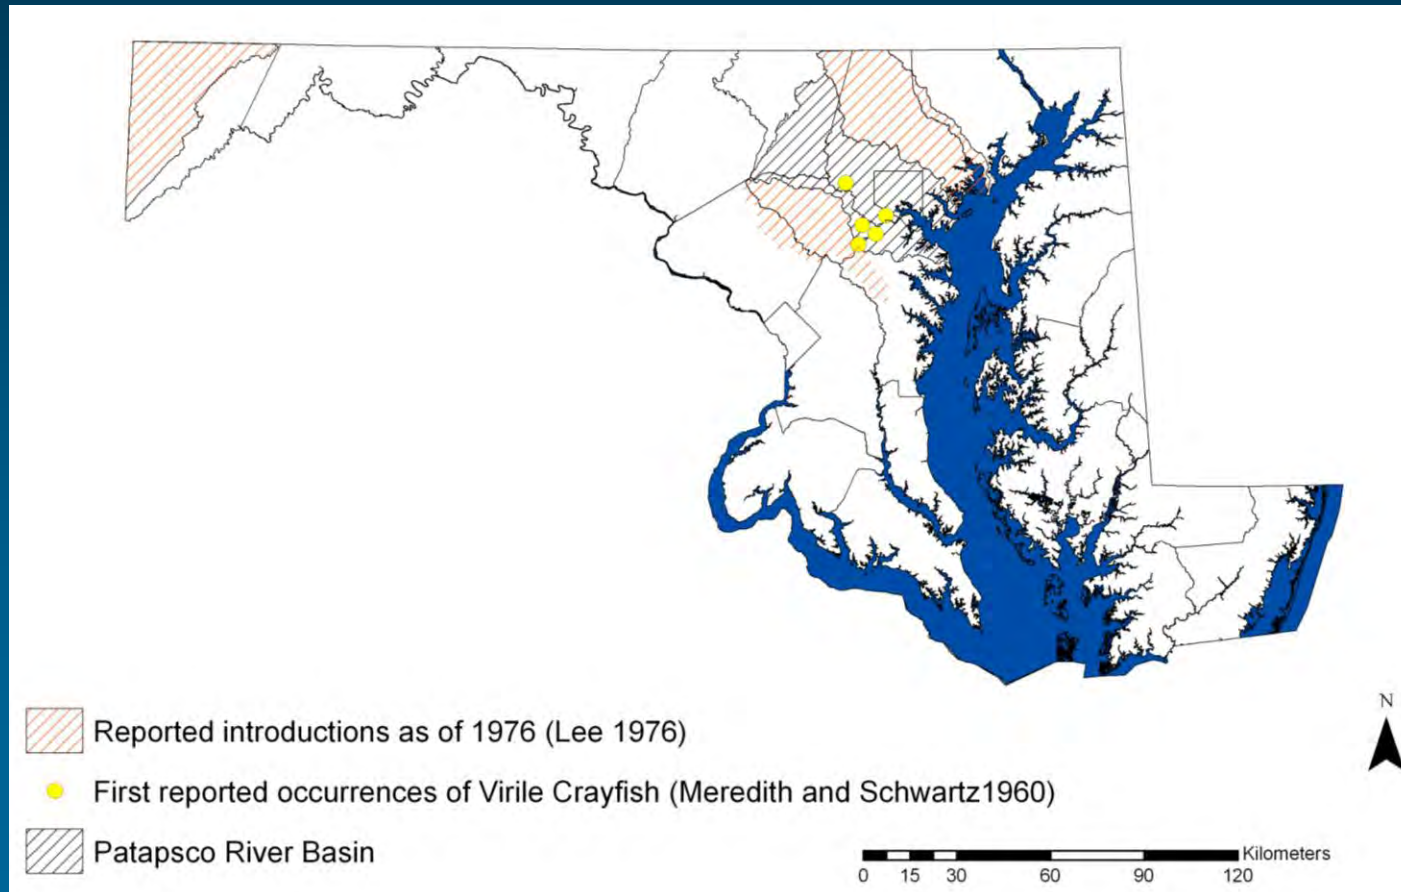 Reported introductions as of 1976 (Lee 1976)
First reported occurrences of Virile Crayfish (Meredith and Schwartz1960)
Patapsco River Basin
N
Kilometers
0 15 30 60 90 120